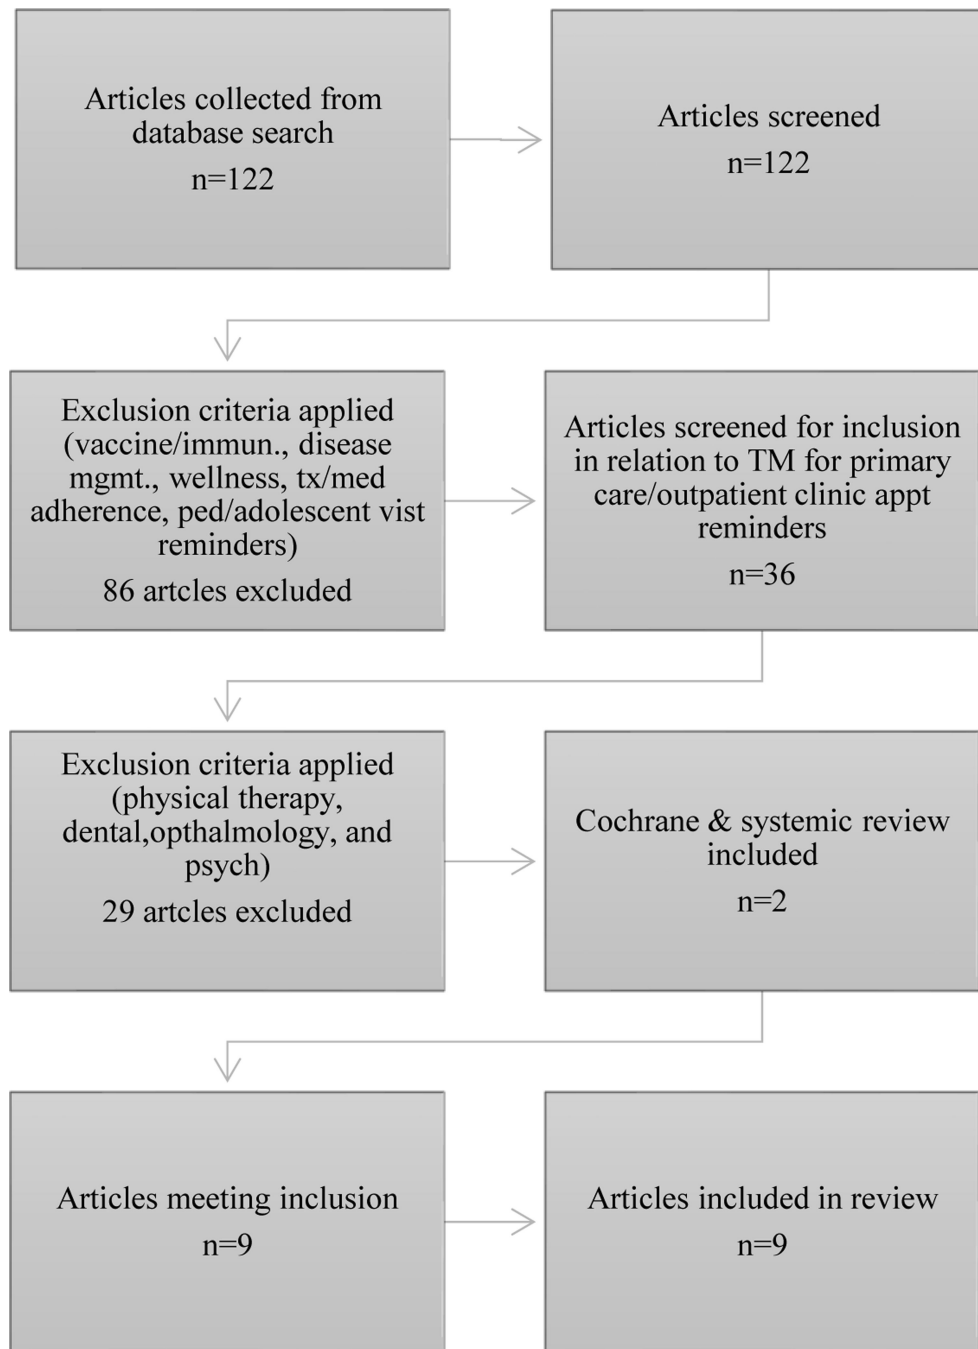 Articles collected from
database search
n=122
Articles screened
n=122
Exclusion criteria applied
(vaccine/immun., disease
mgmt., wellness, tx/med
adherence, ped/adolescent vist
reminders)
86 artcles excluded
Articles screened for inclusion
in relation to TM for primary
care/outpatient clinic appt
reminders
n=36
Exclusion criteria applied
(physical therapy,
dental,opthalmology, and
psych)
29 artcles excluded
Cochrane & systemic review
included
n=2
Articles meeting inclusion
n=9
Articles included in review
n=9